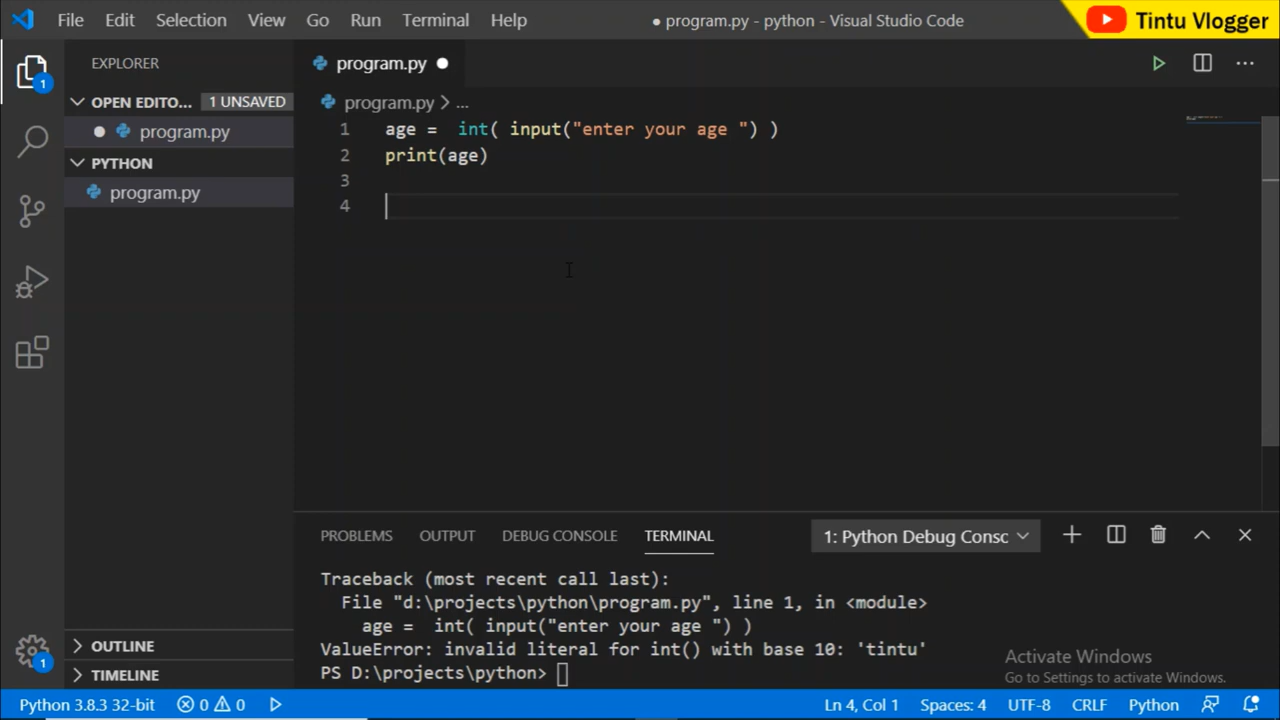 File Edit Selection View Go Run Terminal Help
● program.py - python - Visual Studio Code
Tintu Vlogger
1
EXPLORER
OPEN EDITO... 1 UNSAVED
program.py
PYTHON
program.py
OUTLINE
TIMELINE
1
program.py
program.py > ...
1 age =  int( input("enter your age ") )
2 print(age)
3
4
PROBLEMS OUTPUT DEBUG CONSOLE TERMINAL
1: Python Debug Consc
Traceback (most recent call last):
  File "d:\projects\python\program.py", line 1, in <module>
    age =  int( input("enter your age ") )
ValueError: invalid literal for int() with base 10: 'tintu'
PS D:\projects\python>
Activate Windows
Go to Settings to activate Windows.
Python 3.8.3 32-bit 0 0 Ln 4, Col 1 Spaces: 4 UTF-8 CRLF Python